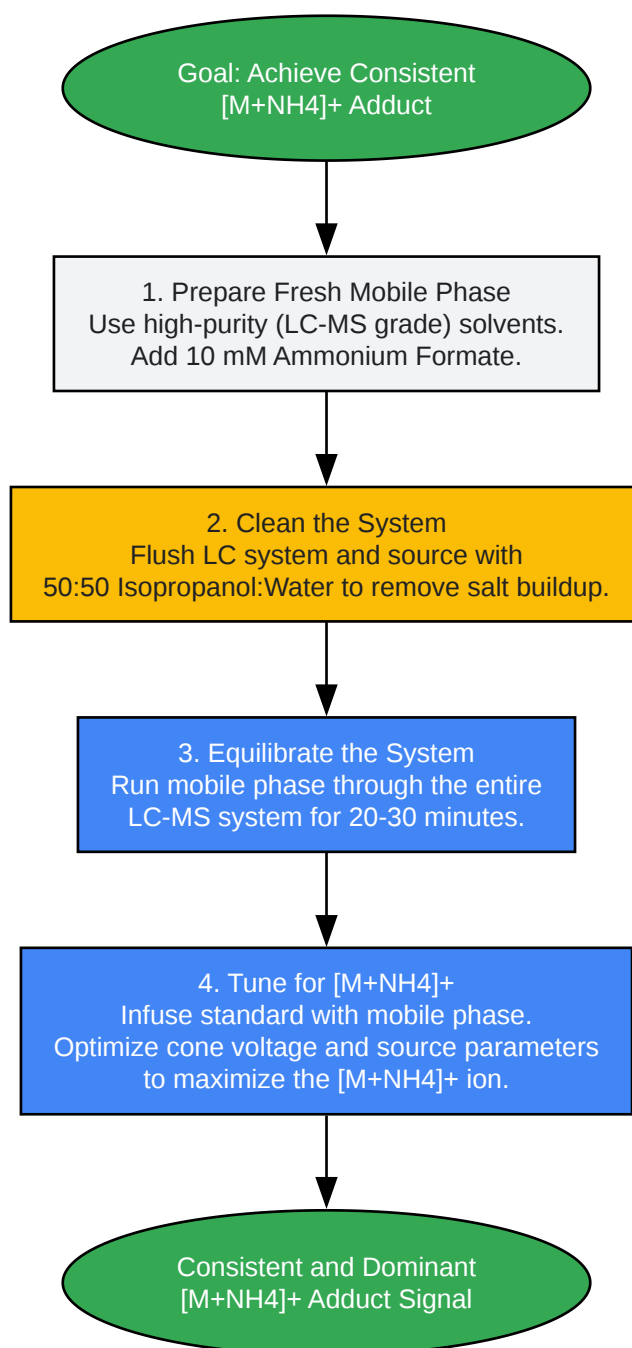 Goal: Achieve Consistent
[M+NH4]+ Adduct
1. Prepare Fresh Mobile Phase
Use high-purity (LC-MS grade) solvents.
Add 10 mM Ammonium Formate.
2. Clean the System
Flush LC system and source with
50:50 Isopropanol:Water to remove salt buildup.
3. Equilibrate the System
Run mobile phase through the entire
LC-MS system for 20-30 minutes.
4. Tune for [M+NH4]+
Infuse standard with mobile phase.
Optimize cone voltage and source parameters
to maximize the [M+NH4]+ ion.
Consistent and Dominant
[M+NH4]+ Adduct Signal